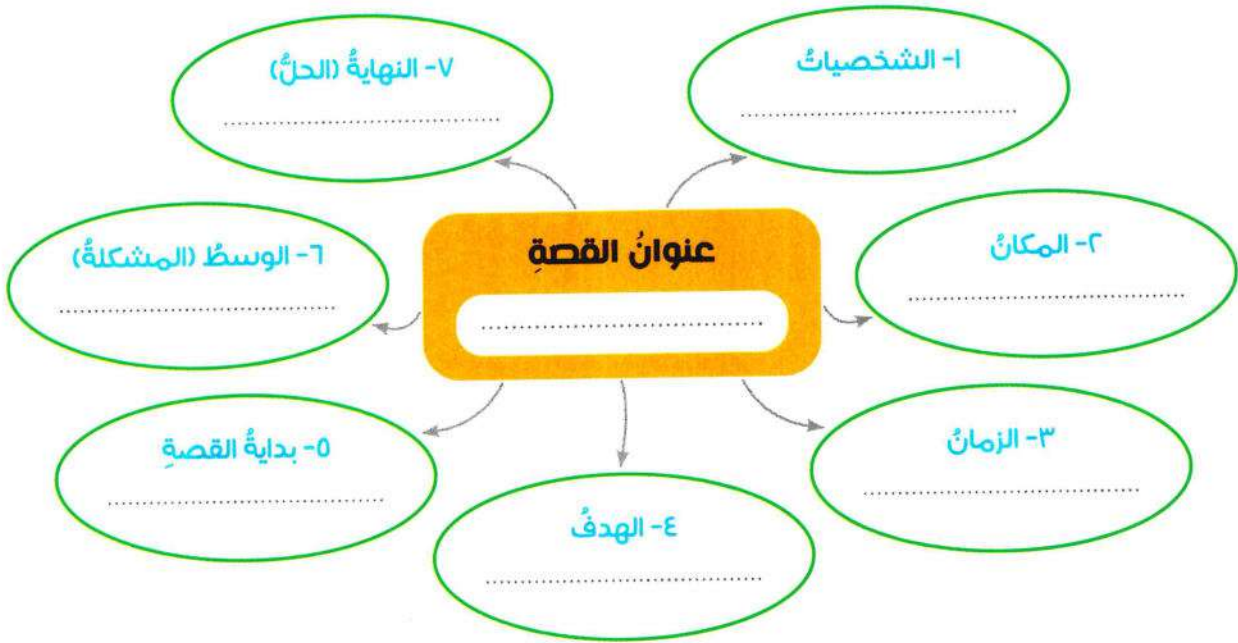 عنوانُ القصةِ
١- الشخصياتُ
٢- المكانُ
٣- الزمانُ
٤- الهدفُ
٥- بدايةُ القصةِ
٦- الوسطُ (المشكلةُ)
٧- النهايةُ (الحلُّ)